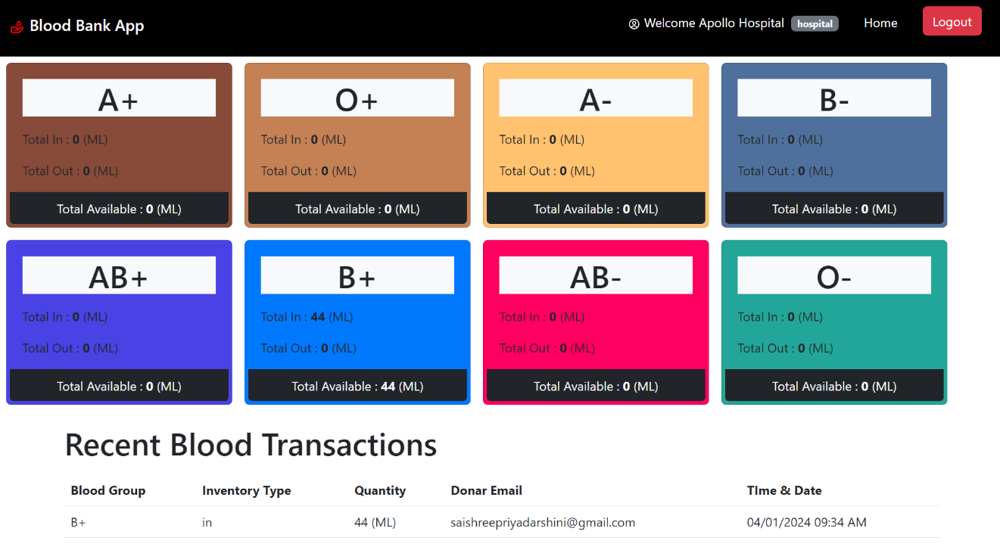 Blood Bank App
Welcome Apollo Hospital hospital Home Logout
A+ O+ A- B-
Total In : 0 (ML) Total In : 0 (ML) Total In : 0 (ML) Total In : 0 (ML)
Total Out : 0 (ML) Total Out : 0 (ML) Total Out : 0 (ML) Total Out : 0 (ML)
Total Available : 0 (ML) Total Available : 0 (ML) Total Available : 0 (ML) Total Available : 0 (ML)
AB+ B+ AB- O-
Total In : 0 (ML) Total In : 44 (ML) Total In : 0 (ML) Total In : 0 (ML)
Total Out : 0 (ML) Total Out : 0 (ML) Total Out : 0 (ML) Total Out : 0 (ML)
Total Available : 0 (ML) Total Available : 44 (ML) Total Available : 0 (ML) Total Available : 0 (ML)
Recent Blood Transactions
Blood Group Inventory Type Quantity Donar Email TIme & Date
B+ in 44 (ML) saishreepriyadarshini@gmail.com 04/01/2024 09:34 AM